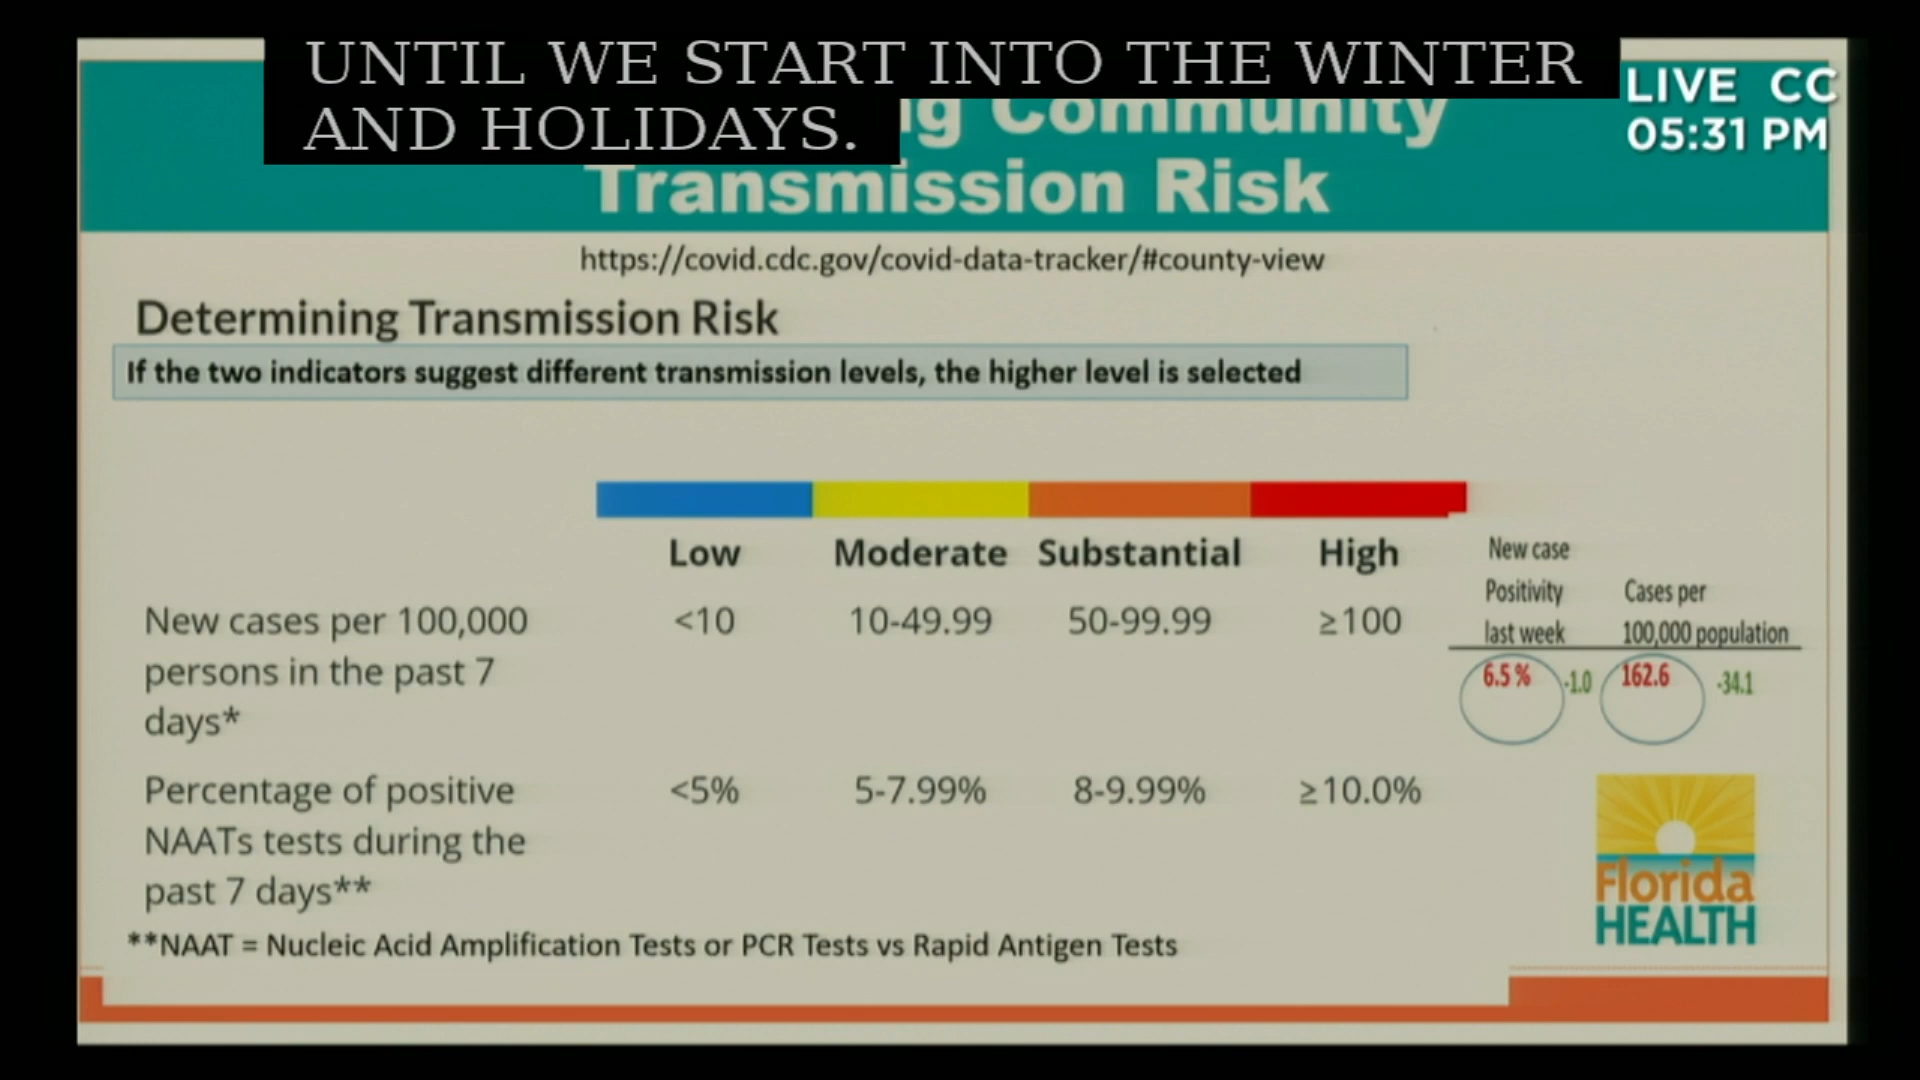 UNTIL WE START INTO THE WINTER
AND HOLIDAYS.
LIVE CC
05:31 PM
Community
Transmission Risk
https://covid.cdc.gov/covid-data-tracker/#county-view
Determining Transmission Risk
If the two indicators suggest different transmission levels, the higher level is selected
Low Moderate Substantial High
New cases per 100,000 persons in the past 7 days* <10 10-49.99 50-99.99 ≥100
Percentage of positive NAATs tests during the past 7 days** <5% 5-7.99% 8-9.99% ≥10.0%
New case
Positivity
last week
Cases per
100,000 population
6.5% -1.0 162.6 -34.1
**NAAT = Nucleic Acid Amplification Tests or PCR Tests vs Rapid Antigen Tests
Florida
HEALTH